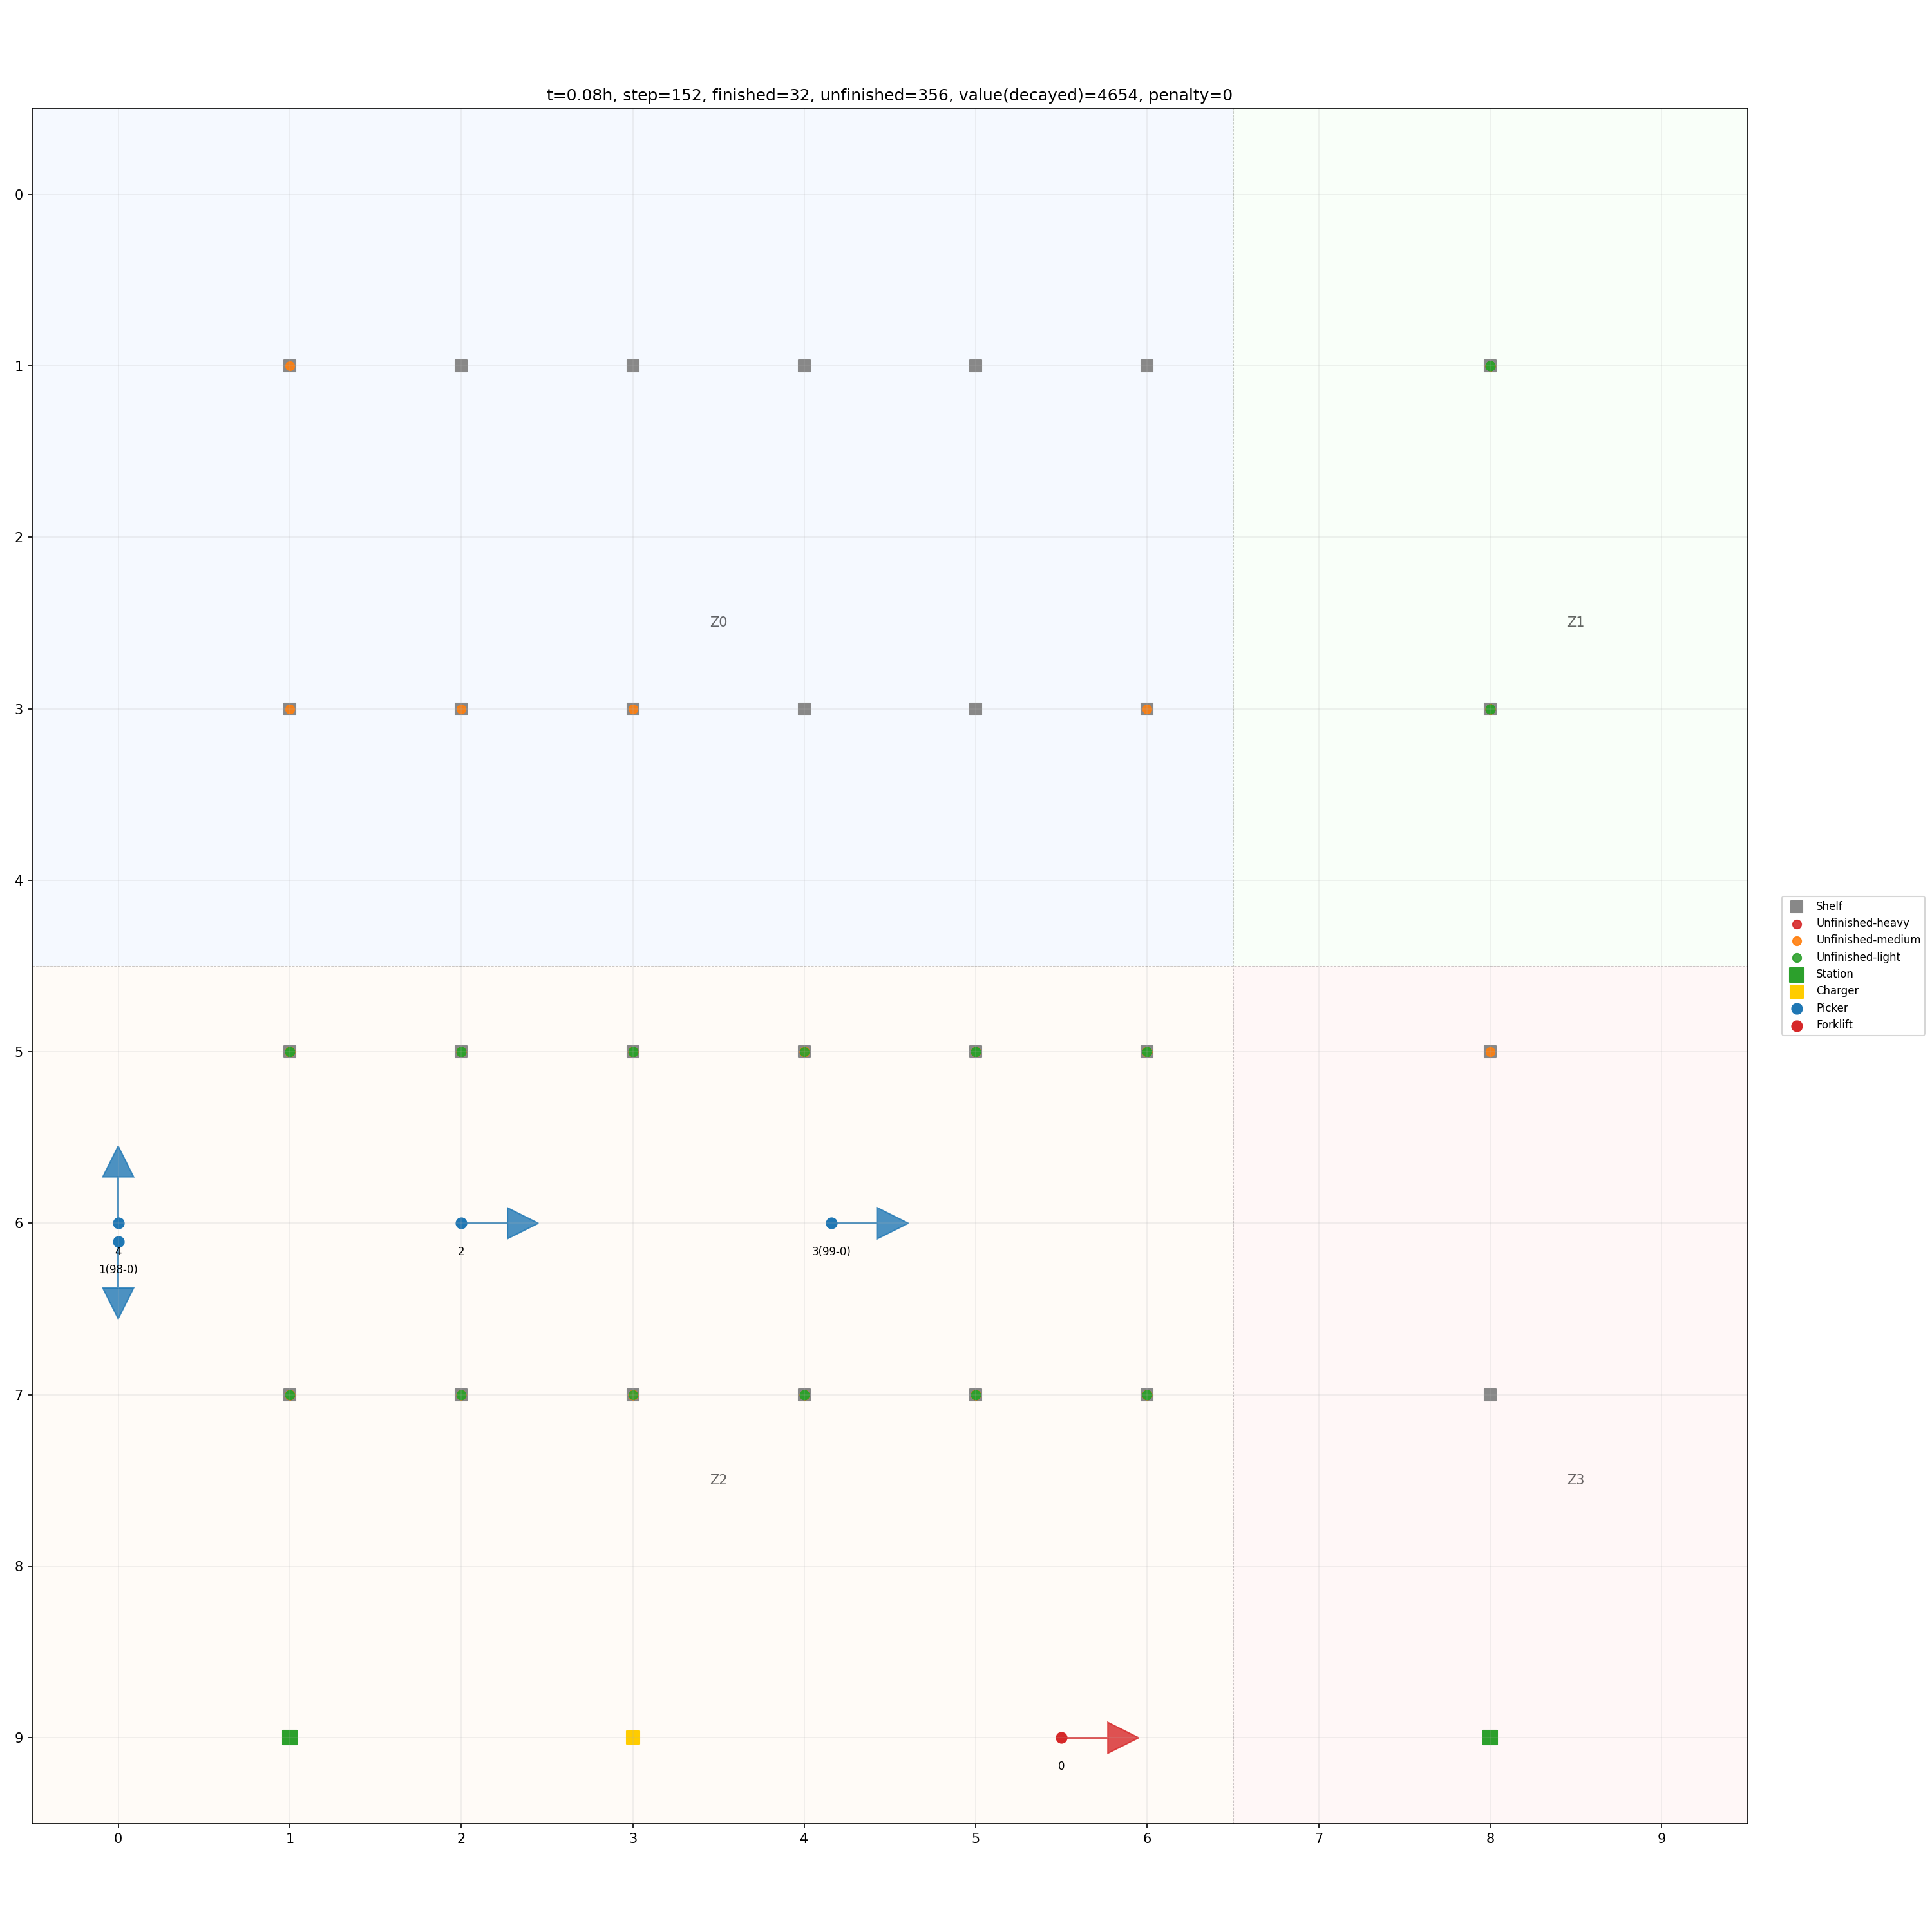 t=0.08h, step=152, finished=32, unfinished=356, value(decayed)=4654, penalty=0
0
1
2
Z0
Z1
3
4
Shelf
Unfinished-heavy
Unfinished-medium
Unfinished-light
Station
Charger
Picker
Forklift
5
6
4
2
3(99-0)
1(98-0)
7
Z2
Z3
8
9
0
0 1 2 3 4 5 6 7 8 9